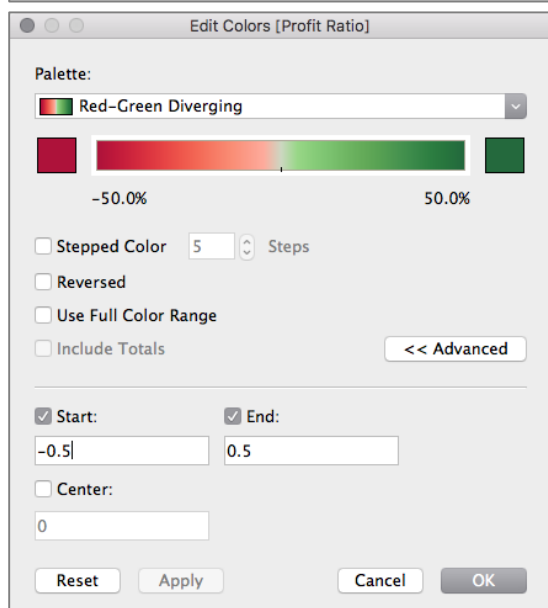 Edit Colors [Profit Ratio]
Palette:
Red-Green Diverging
-50.0% 50.0%
Stepped Color 5 Steps
Reversed
Use Full Color Range
Include Totals << Advanced
Start: End:
-0.5 0.5
Center:
0
Reset Apply Cancel OK